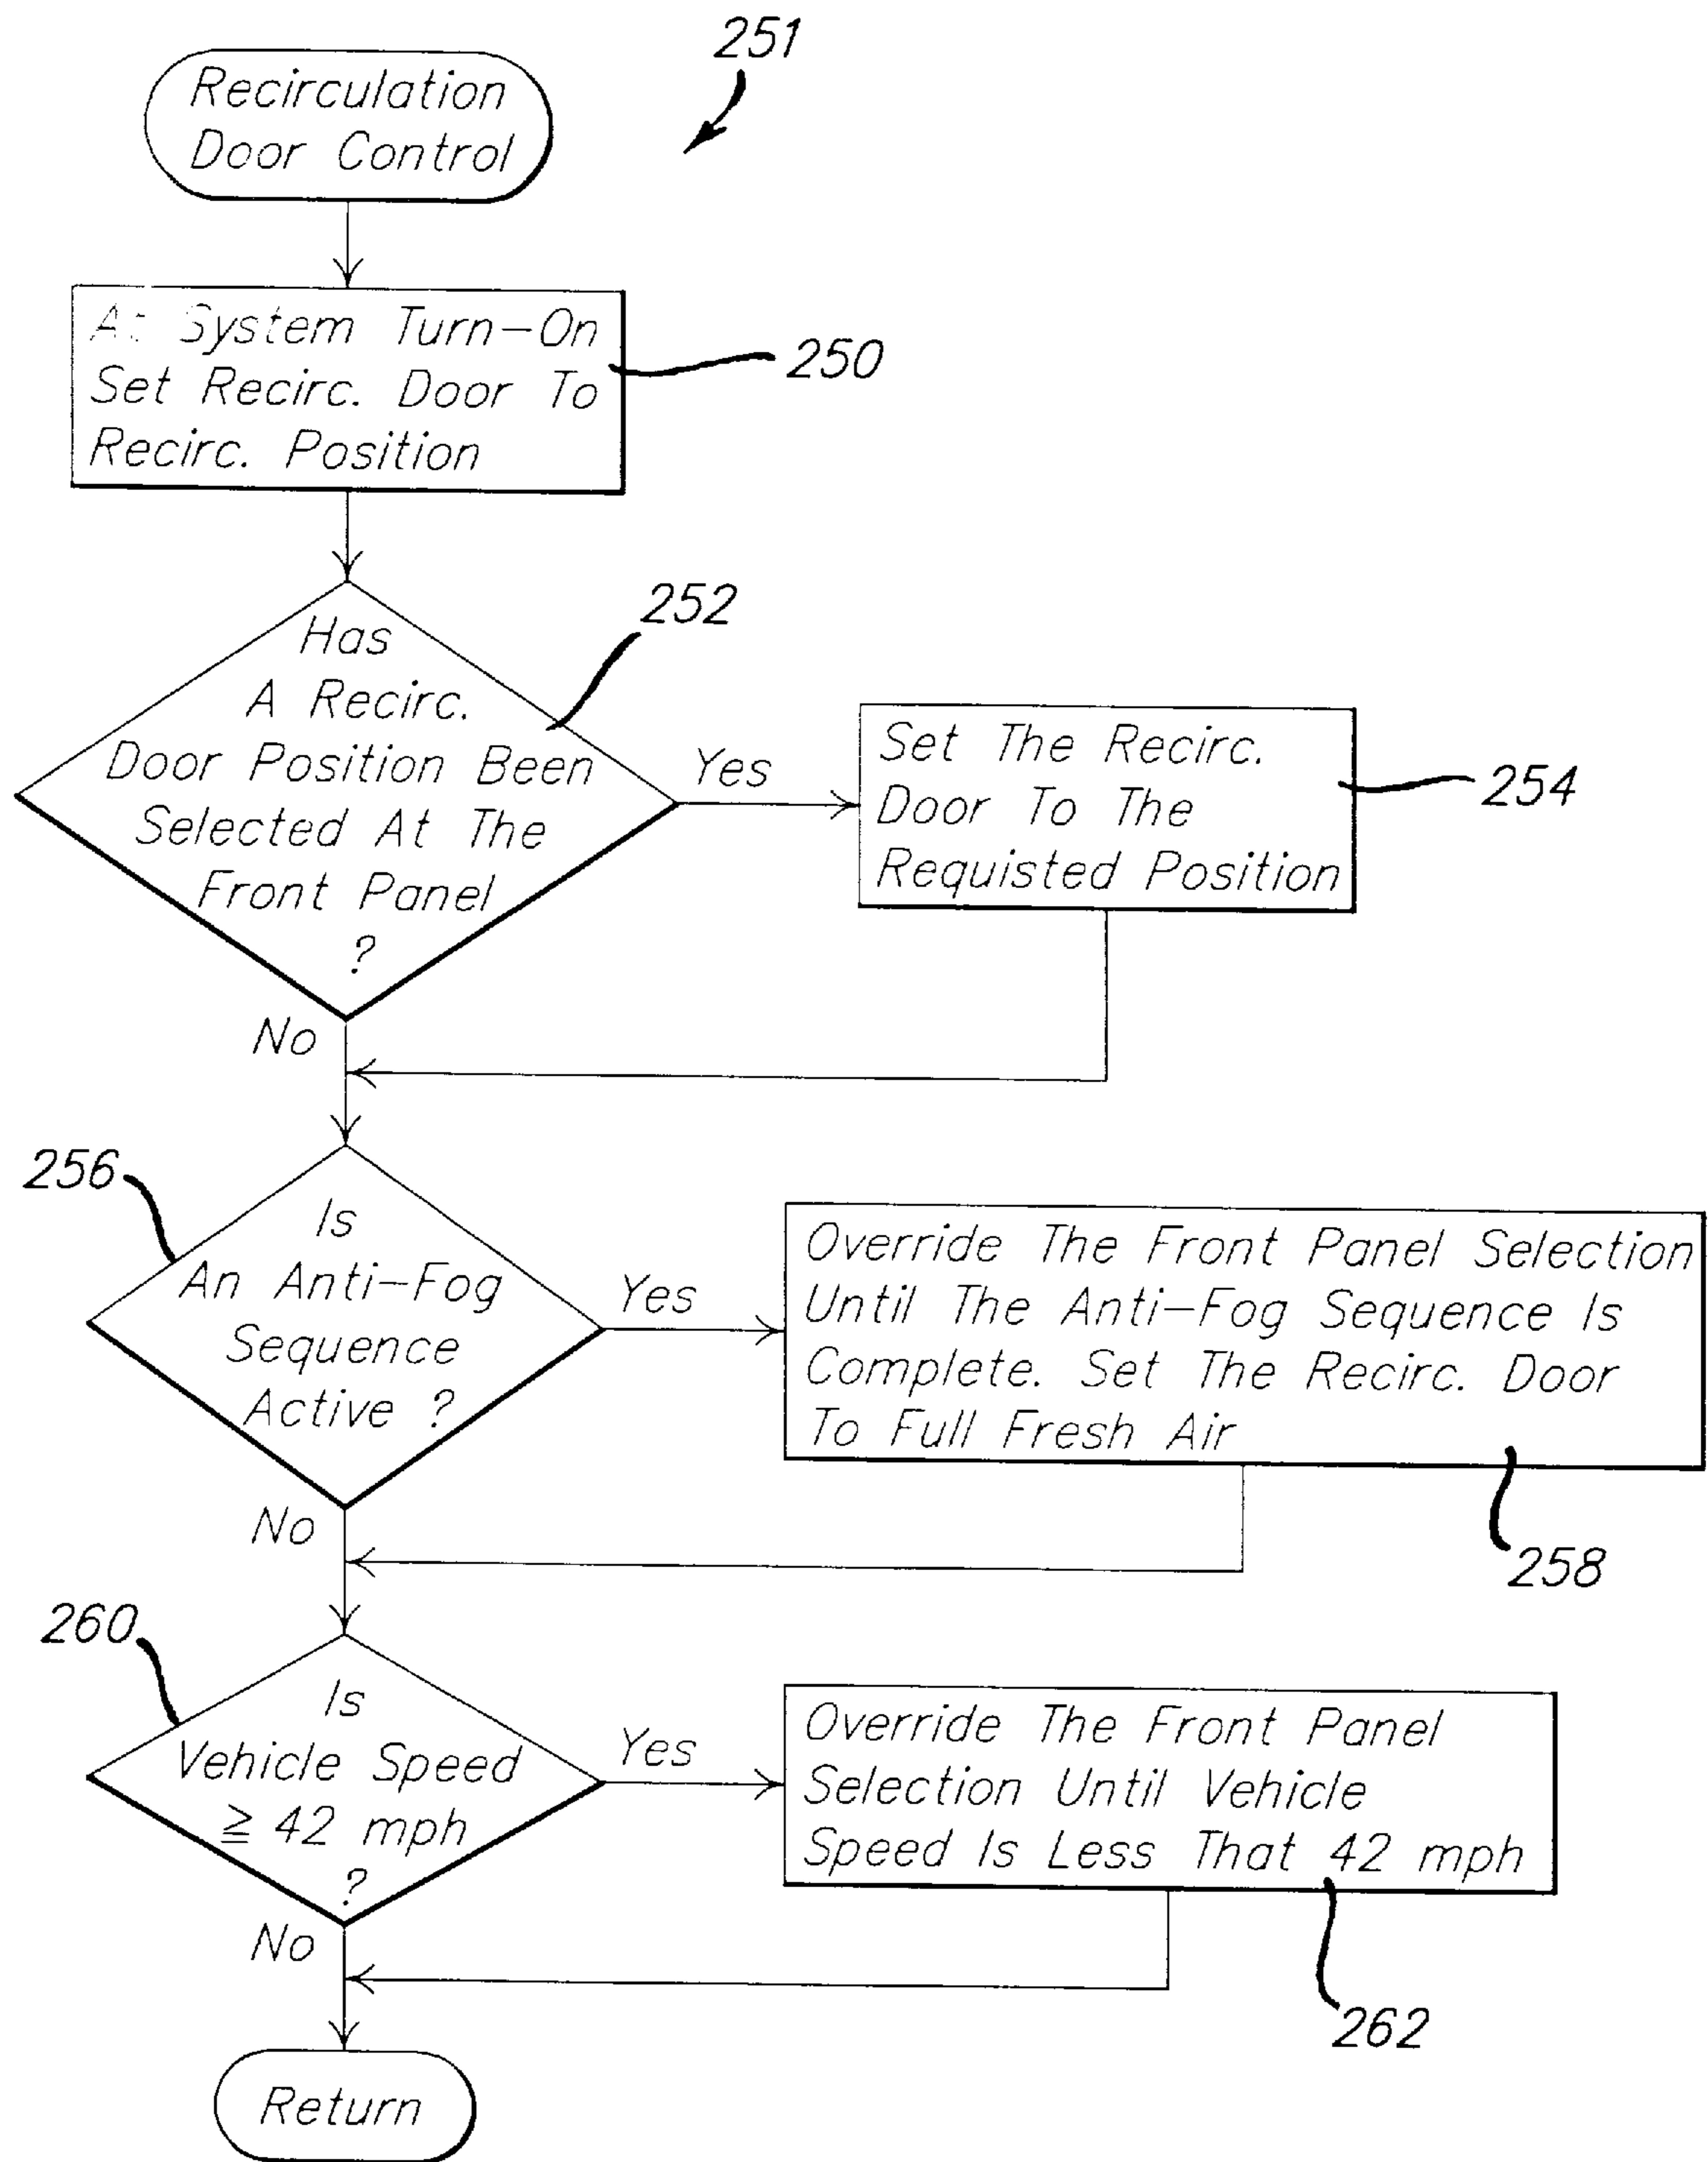 251
Recirculation
Door Control
At System Turn-On
Set Recirc. Door To
Recirc. Position
250
Has
A Recirc.
Door Position Been
Selected At The
Front Panel
?
252
Yes
Set The Recirc.
Door To The
Requisted Position
254
No
256
Is
An Anti-Fog
Sequence
Active ?
Yes
Override The Front Panel Selection
Until The Anti-Fog Sequence Is
Complete. Set The Recirc. Door
To Full Fresh Air
258
No
260
Is
Vehicle Speed
≧ 42 mph
?
Yes
Override The Front Panel
Selection Until Vehicle
Speed Is Less That 42 mph
262
No
Return